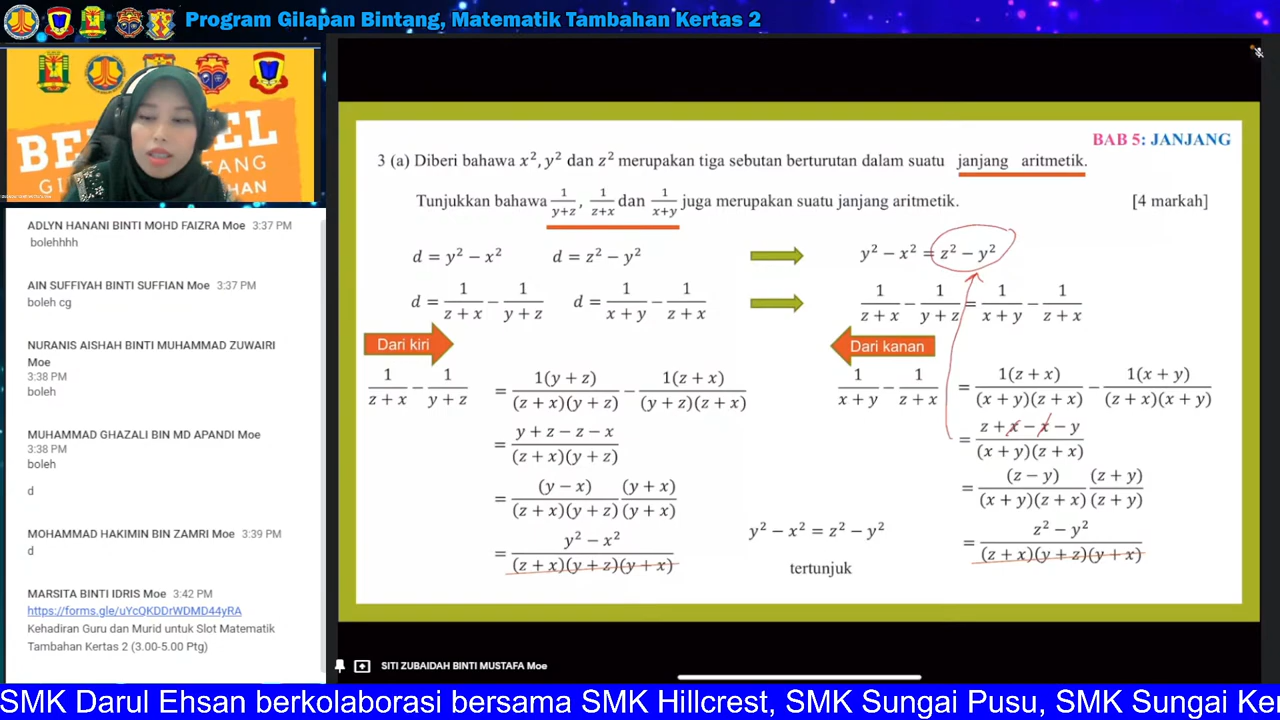 Program Gilapan Bintang, Matematik Tambahan Kertas 2
ADLYN HANANI BINTI MOHD FAIZRA Moe 3:37 PM
bolehhhh
AIN SUFFIYAH BINTI SUFFIAN Moe 3:37 PM
boleh cg
NURANIS AISHAH BINTI MUHAMMAD ZUWAIRI
Moe
3:38 PM
boleh
MUHAMMAD GHAZALI BIN MD APANDI Moe
3:38 PM
boleh
d
MOHAMMAD HAKIMIN BIN ZAMRI Moe 3:39 PM
d
MARSITA BINTI IDRIS Moe 3:42 PM
https://forms.gle/uYcQKDDrWDMD44yRA
Kehadiran Guru dan Murid untuk Slot Matematik
Tambahan Kertas 2 (3.00-5.00 Ptg)
BAB 5: JANJANG
3 (a) Diberi bahawa x², y² dan z² merupakan tiga sebutan berturutan dalam suatu janjang aritmetik.
Tunjukkan bahawa 1/(y+z), 1/(z+x) dan 1/(x+y) juga merupakan suatu janjang aritmetik. [4 markah]
d = y² − x² d = z² − y² y² − x² = z² − y²
d = 1/(z + x) − 1/(y + z) d = 1/(x + y) − 1/(z + x) 1/(z + x) − 1/(y + z) = 1/(x + y) − 1/(z + x)
Dari kiri
1/(z + x) − 1/(y + z) = 1(y + z)/((z + x)(y + z)) − 1(z + x)/((y + z)(z + x))
= (y + z − z − x)/((z + x)(y + z))
= (y − x)/((z + x)(y + z)) (y + x)/(y + x)
= (y² − x²)/((z + x)(y + z)(y + x))
Dari kanan
1/(x + y) − 1/(z + x) = 1(z + x)/((x + y)(z + x)) − 1(x + y)/((z + x)(x + y))
= (z + x − x − y)/((x + y)(z + x))
= (z − y)/((x + y)(z + x)) (z + y)/(z + y)
= (z² − y²)/((z + x)(y + z)(y + x))
y² − x² = z² − y²
tertunjuk
SITI ZUBAIDAH BINTI MUSTAFA Moe
SMK Darul Ehsan berkolaborasi bersama SMK Hillcrest, SMK Sungai Pusu, SMK Sungai Ke